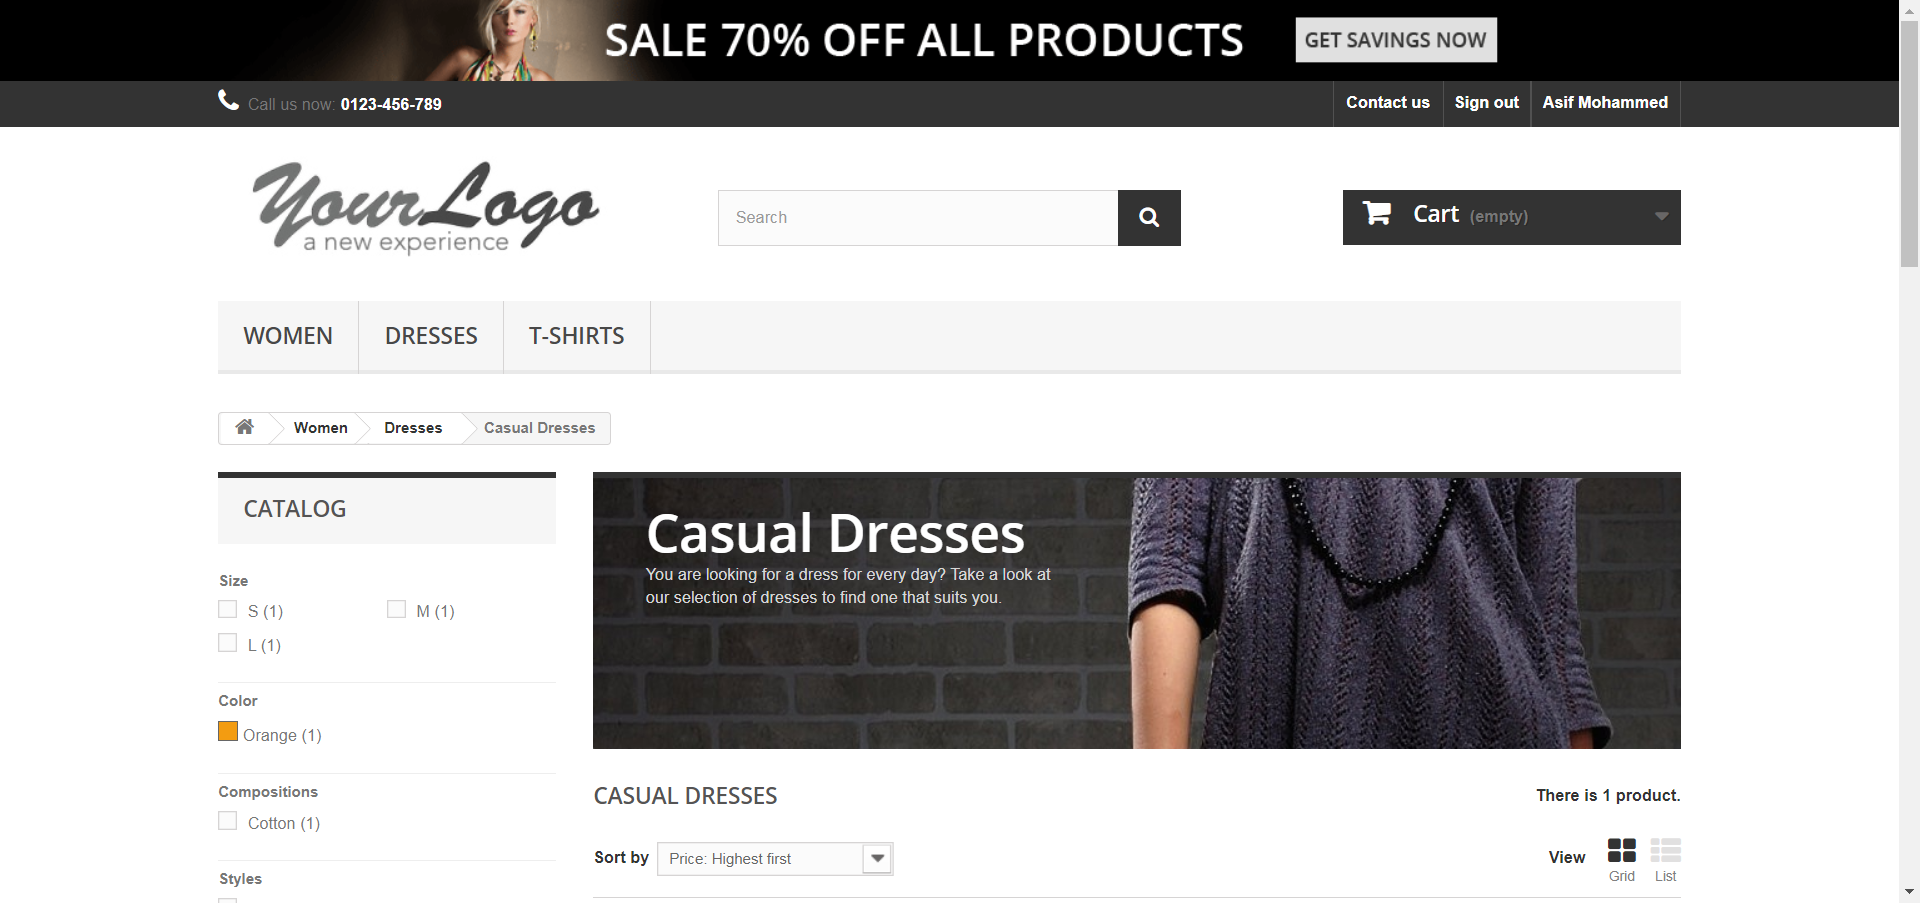 SALE 70% OFF ALL PRODUCTS GET SAVINGS NOW
Call us now: 0123-456-789 Contact us Sign out Asif Mohammed
Your Logo
a new experience
Search
Cart (empty)
WOMEN DRESSES T-SHIRTS
Women Dresses Casual Dresses
CATALOG
Size
S (1) M (1)
L (1)
Color
Orange (1)
Compositions
Cotton (1)
Styles
Casual Dresses
You are looking for a dress for every day? Take a look at
our selection of dresses to find one that suits you.
CASUAL DRESSES There is 1 product.
Sort by Price: Highest first View
Grid List